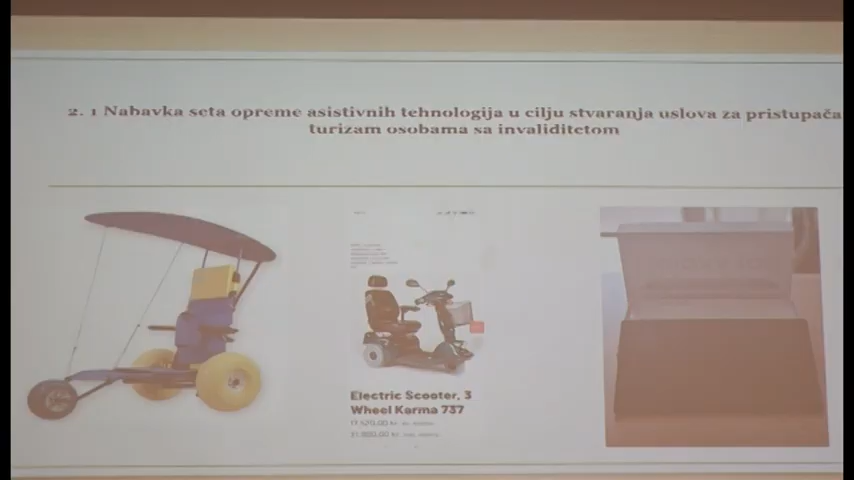 2. 1 Nabavka seta opreme asistivnih tehnologija u cilju stvaranja uslova za pristupača
turizam osobama sa invaliditetom
Electric Scooter, 3
Wheel Karma 737